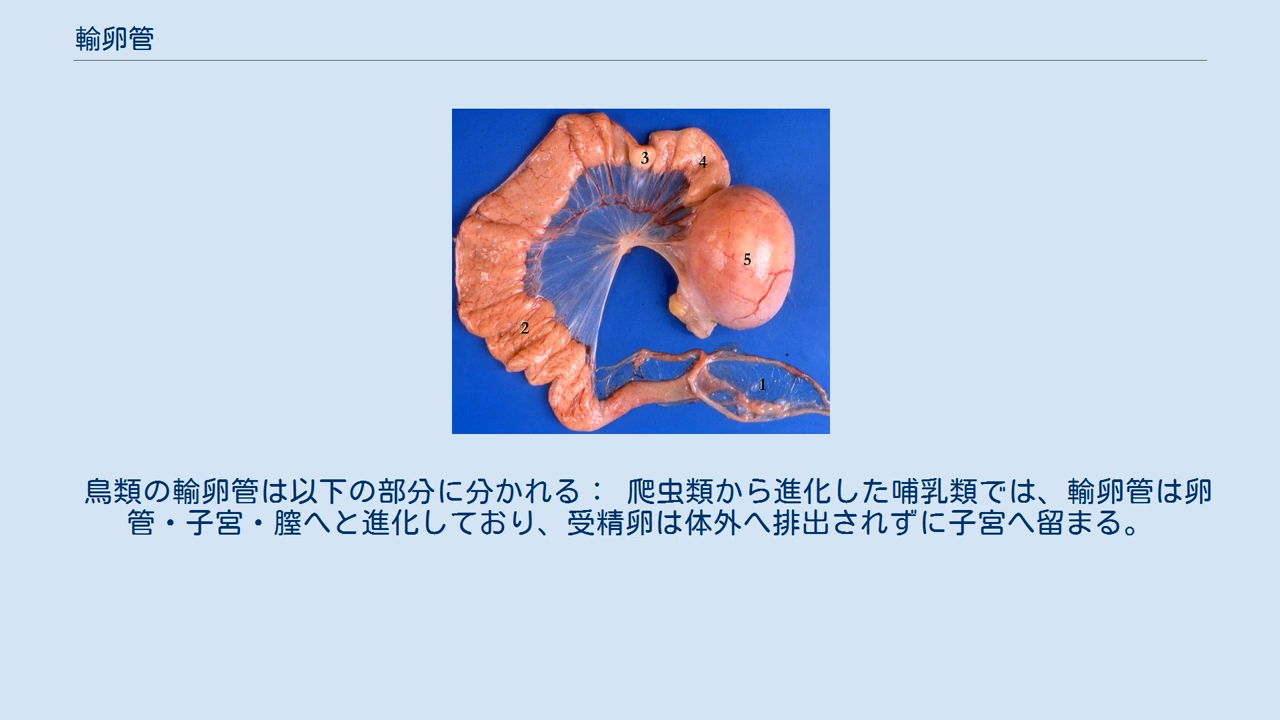 輸卵管
3
4
5
2
1
鳥類の輸卵管は以下の部分に分かれる： 爬虫類から進化した哺乳類では、輸卵管は卵
管・子宮・膣へと進化しており、受精卵は体外へ排出されずに子宮へ留まる。